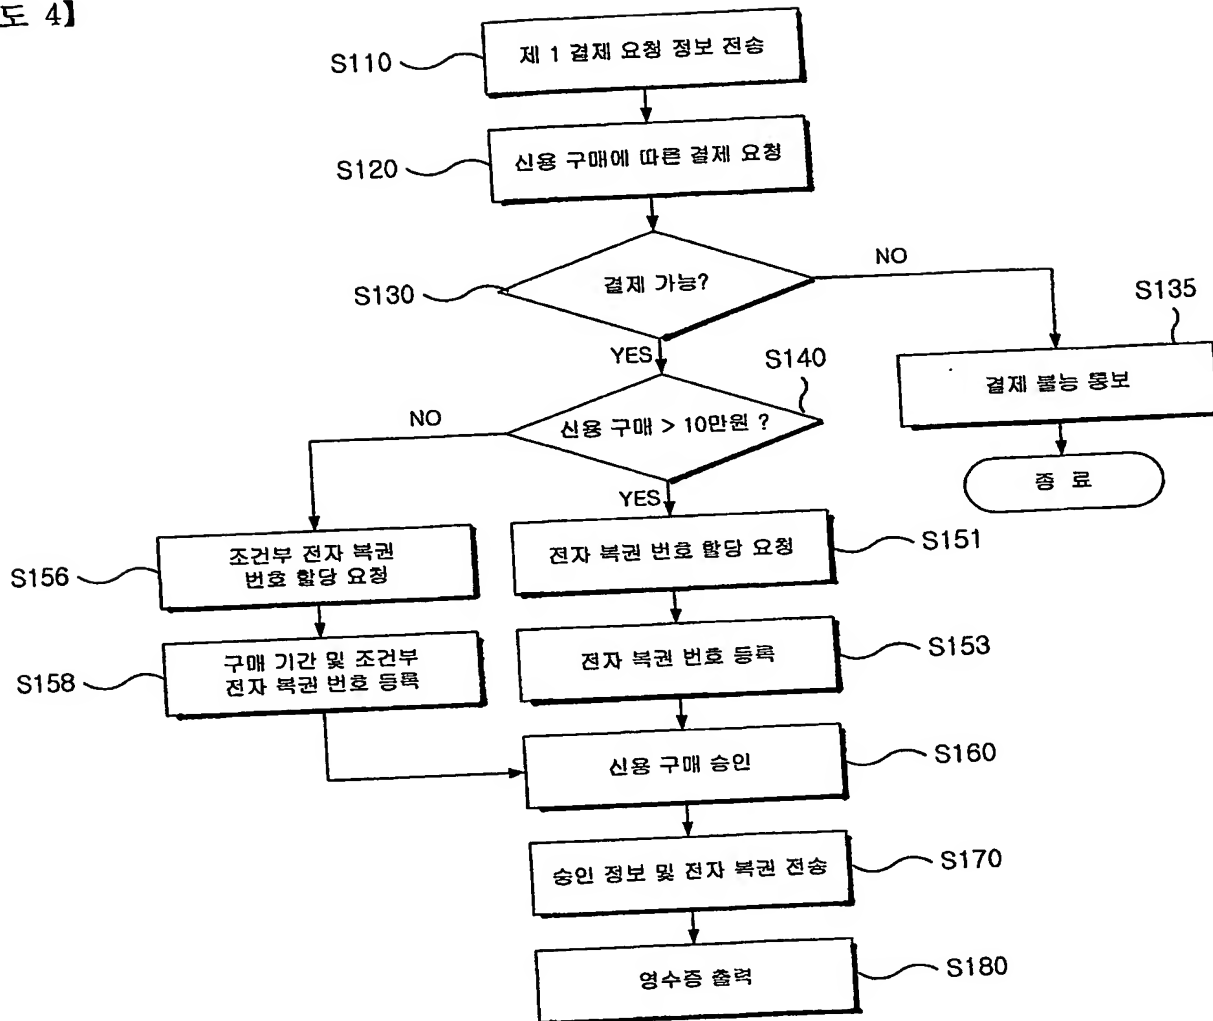 도 4】
제 1 결제 요청 정보 전송
S110
신용 구매에 따른 결제 요청
S120
결제 가능?
NO
S130
S135
YES
S140
결제 불능 통보
신용 구매 > 10만원 ?
NO
종 료
YES
조건부 전자 복권
번호 할당 요청
S156
전자 복권 번호 할당 요청
S151
구매 기간 및 조건부
전자 복권 번호 등록
S158
전자 복권 번호 등록
S153
신용 구매 승인
S160
승인 정보 및 전자 복권 전송
S170
영수증 출력
S180